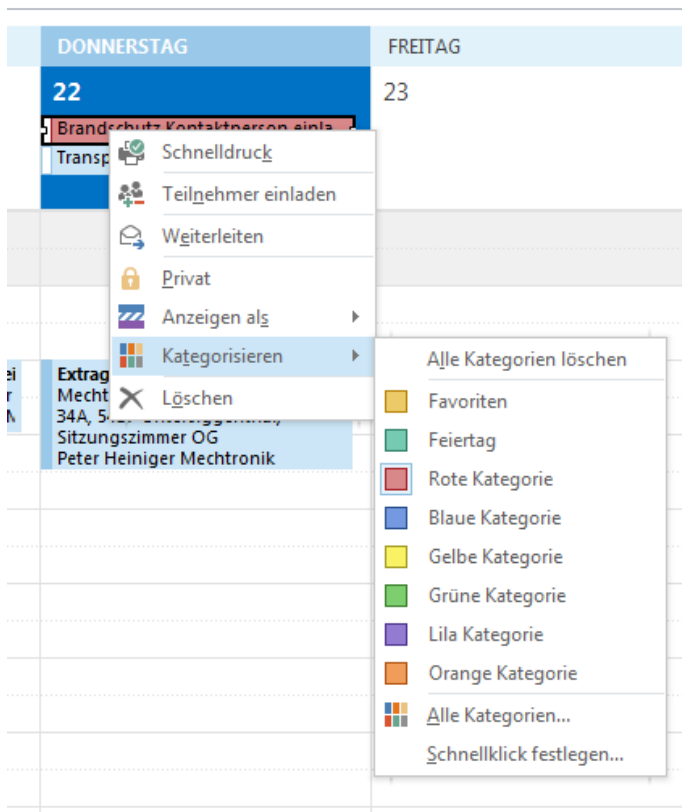 DONNERSTAG
FREITAG
22
23
Brandschutz Kontaktperson einla
Transp
Schnelldruck
Teilnehmer einladen
Weiterleiten
Privat
Anzeigen als
Kategorisieren
Löschen
Alle Kategorien löschen
Favoriten
Feiertag
Rote Kategorie
Blaue Kategorie
Gelbe Kategorie
Grüne Kategorie
Lila Kategorie
Orange Kategorie
Alle Kategorien...
Schnellklick festlegen...
ei
r
Extrag
Mecht
34A,
Sitzungszimmer OG
Peter Heiniger Mechtronik